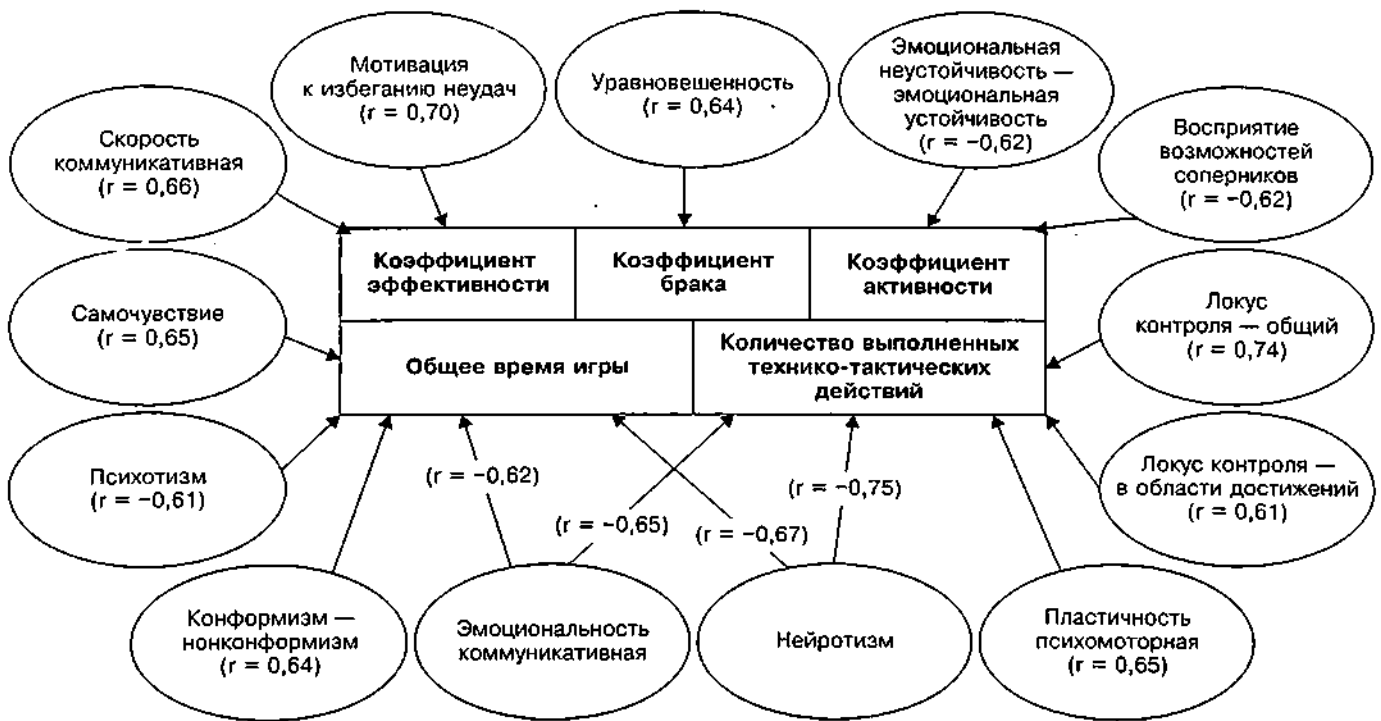 Мотивация
к избеганию неудач
(r = 0,70)
Уравновешенность
(r = 0,64)
Эмоциональная
неустойчивость —
эмоциональная
устойчивость
(r = −0,62)
Скорость
коммуникативная
(r = 0,66)
Восприятие
возможностей
соперников
(r = −0,62)
Коэффициент
эффективности
Коэффициент
брака
Коэффициент
активности
Самочувствие
(r = 0,65)
Общее время игры
Количество выполненных
технико-тактических
действий
Локус
контроля — общий
(r = 0,74)
Психотизм
(r = −0,61)
(r = −0,62)
(r = −0,65)
(r = −0,67)
(r = −0,75)
Локус контроля —
в области достижений
(r = 0,61)
Конформизм —
нонконформизм
(r = 0,64)
Эмоциональность
коммуникативная
Нейротизм
Пластичность
психомоторная
(r = 0,65)